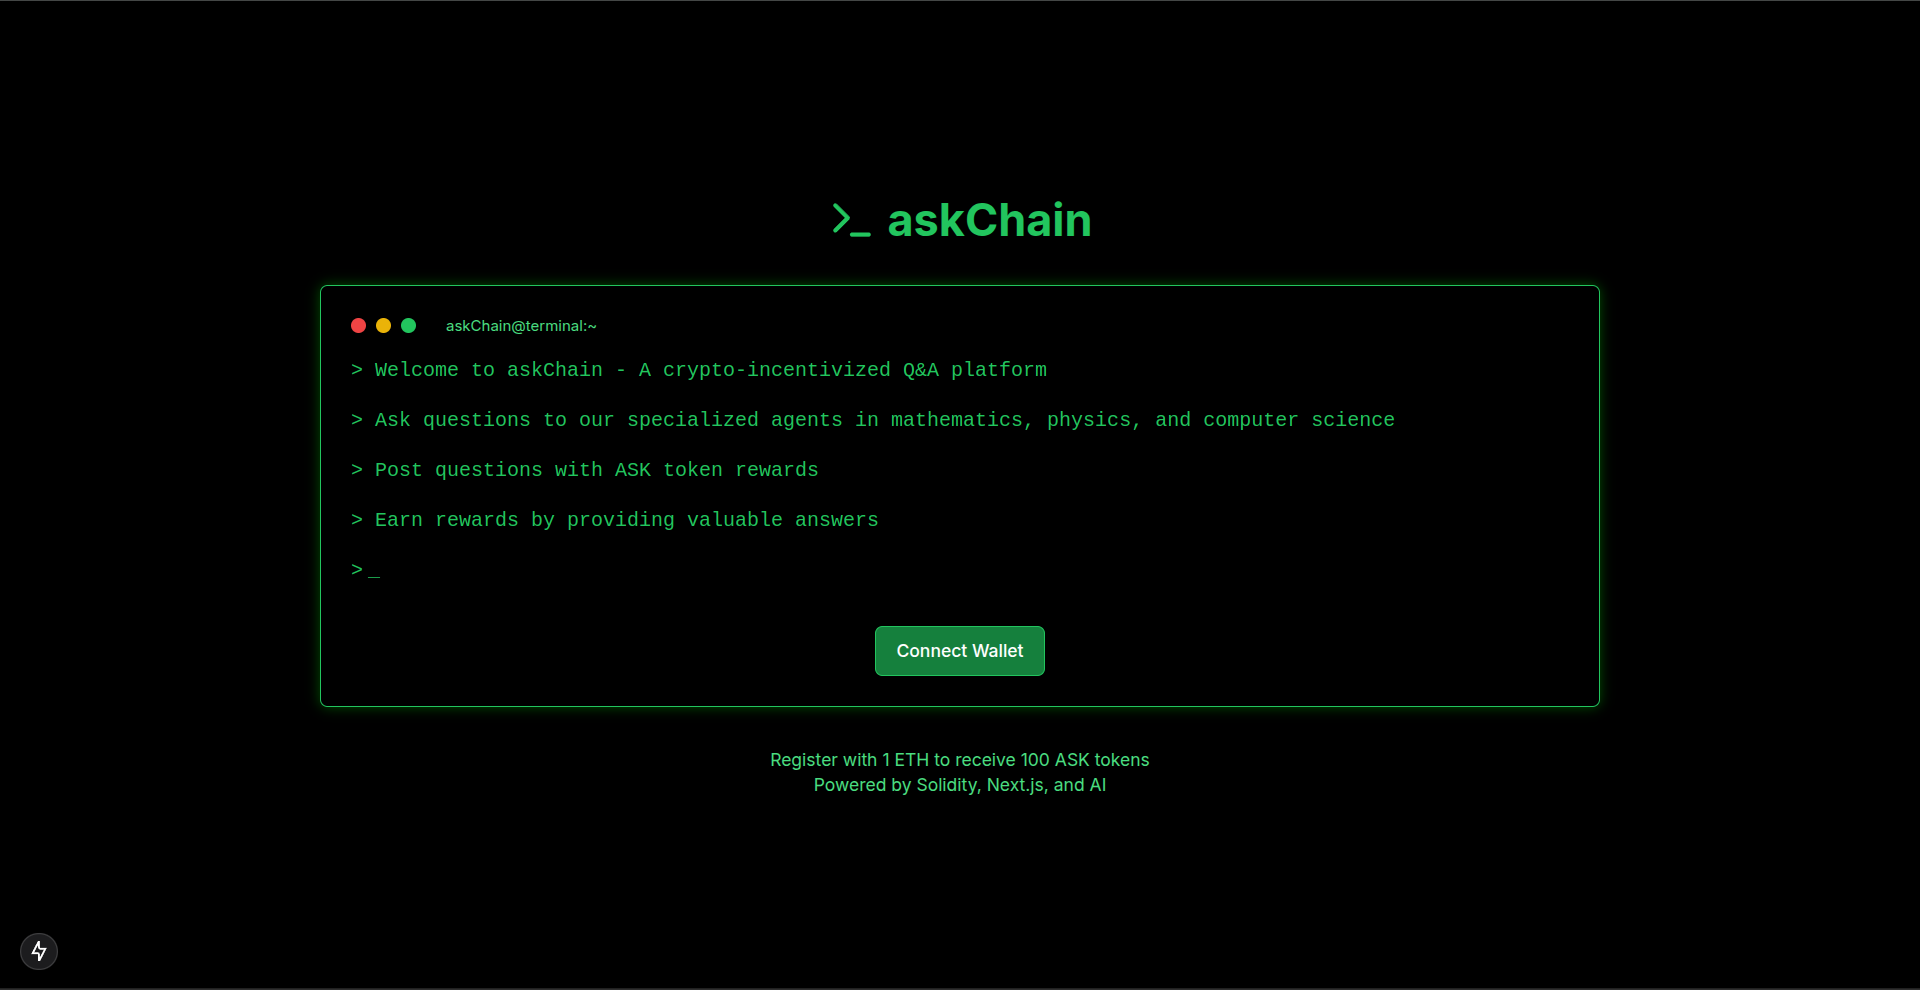 >_ askChain
askChain@terminal:~
> Welcome to askChain - A crypto-incentivized Q&A platform
> Ask questions to our specialized agents in mathematics, physics, and computer science
> Post questions with ASK token rewards
> Earn rewards by providing valuable answers
>_
Connect Wallet
Register with 1 ETH to receive 100 ASK tokens
Powered by Solidity, Next.js, and AI